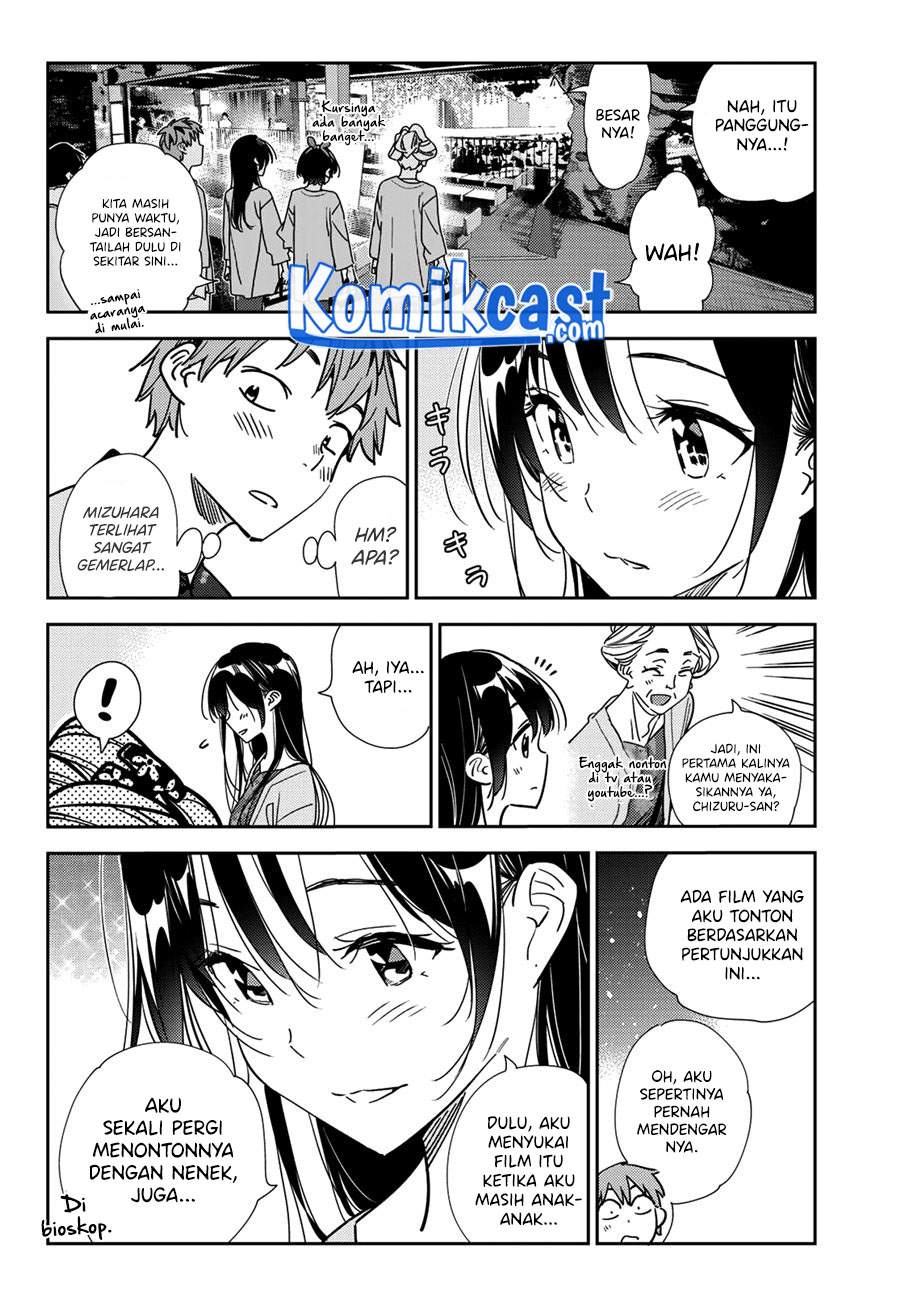 NAH, ITU
PANGGUNG-
NYA...!
BESAR
NYA!
WAH!
Kursinya
ada banyak
banget...
KITA MASIH
PUNYA WAKTU,
JADI BERSAN-
TAILAH DULU DI
SEKITAR SINI...
...sampai
acaranya
di mulai.
Komikcast
.com
キラ
キラ
HM?
APA?
MIZUHARA
TERLIHAT
SANGAT
GEMERLAP...
JADI, INI
PERTAMA KALINYA
KAMU MENYAKA-
SIKANNYA YA,
CHIZURU-SAN?
Enggak nonton
di tv atau
youtube...?
AH, IYA...
TAPI...
!
ADA FILM YANG
AKU TONTON
BERDASARKAN
PERTUNJUKKAN
INI...
OH, AKU
SEPERTINYA
PERNAH
MENDENGAR
NYA.
DULU, AKU
MENYUKAI
FILM ITU
KETIKA AKU
MASIH ANAK-
ANAK...
AKU
SEKALI PERGI
MENONTONNYA
DENGAN NENEK,
JUGA...
Di
bioskop.